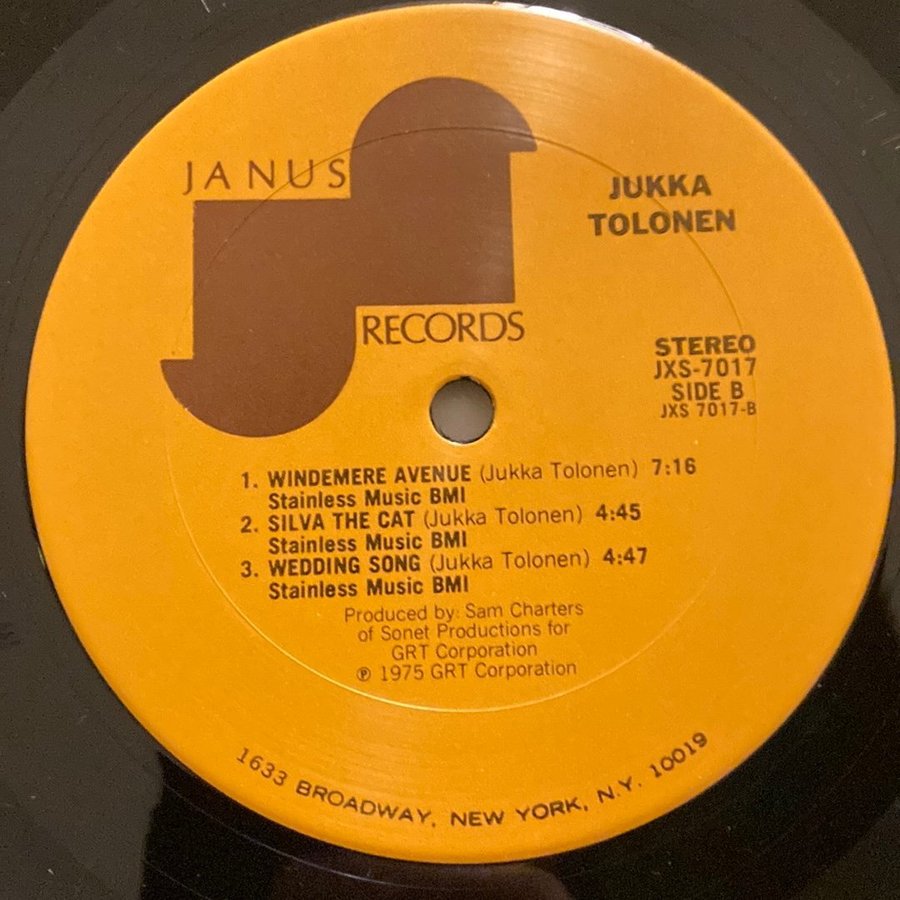 JANUS
RECORDS
JUKKA
TOLONEN
STEREO
JXS-7017
SIDE B
JXS 7017-B
1. WINDEMERE AVENUE (Jukka Tolonen) 7:16
Stainless Music BMI
2. SILVA THE CAT (Jukka Tolonen) 4:45
Stainless Music BMI
3. WEDDING SONG (Jukka Tolonen) 4:47
Stainless Music BMI
Produced by: Sam Charters
of Sonet Productions for
GRT Corporation
℗ 1975 GRT Corporation
1633 BROADWAY, NEW YORK, N.Y. 10019